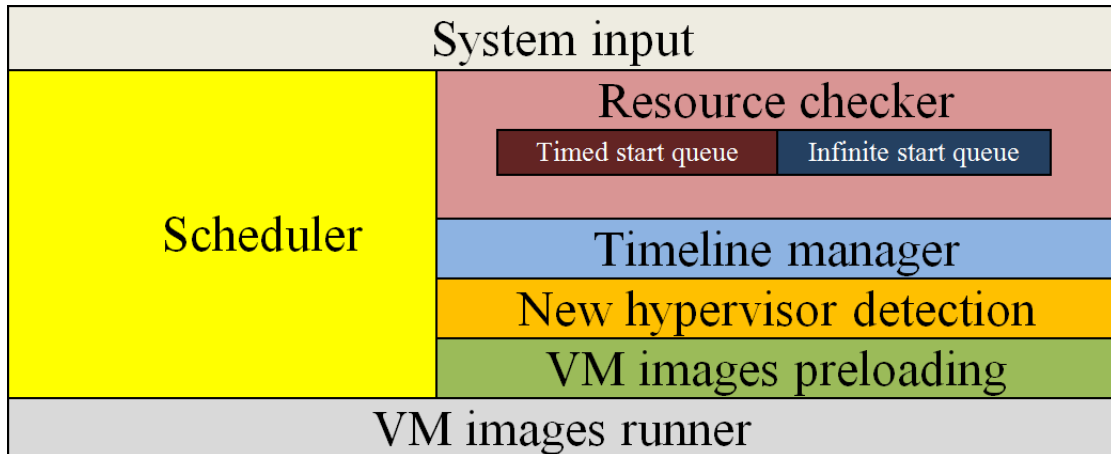 System input
Resource checker
Timed start queue
Infinite start queue
Scheduler
Timeline manager
New hypervisor detection
VM images preloading
VM images runner